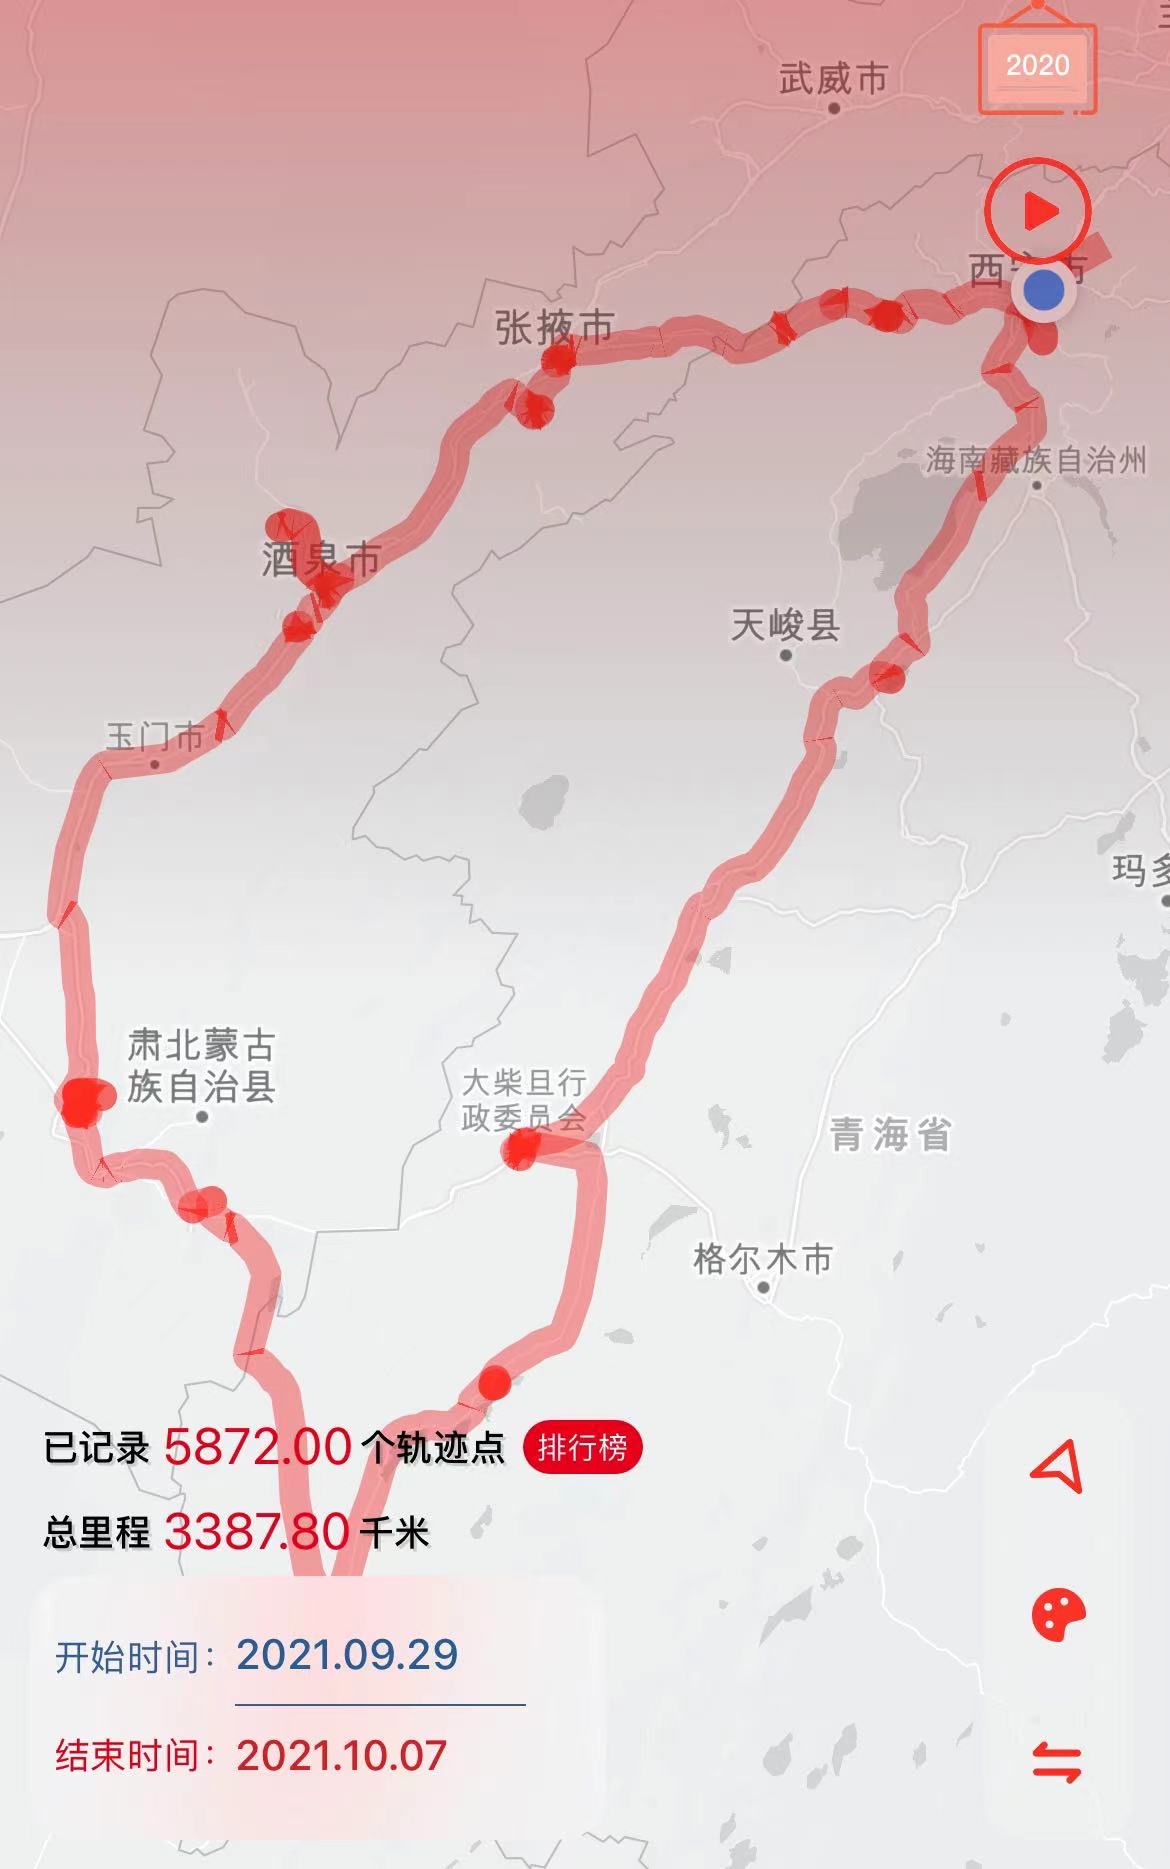 2020
武威市
西宁市
张掖市
海南藏族自治州
酒泉市
天峻县
玉门市
玛多
肃北蒙古
族自治县
大柴旦行
政委员会
青海省
格尔木市
已记录 5872.00 个轨迹点 排行榜
总里程 3387.80 千米
开始时间: 2021.09.29
结束时间: 2021.10.07